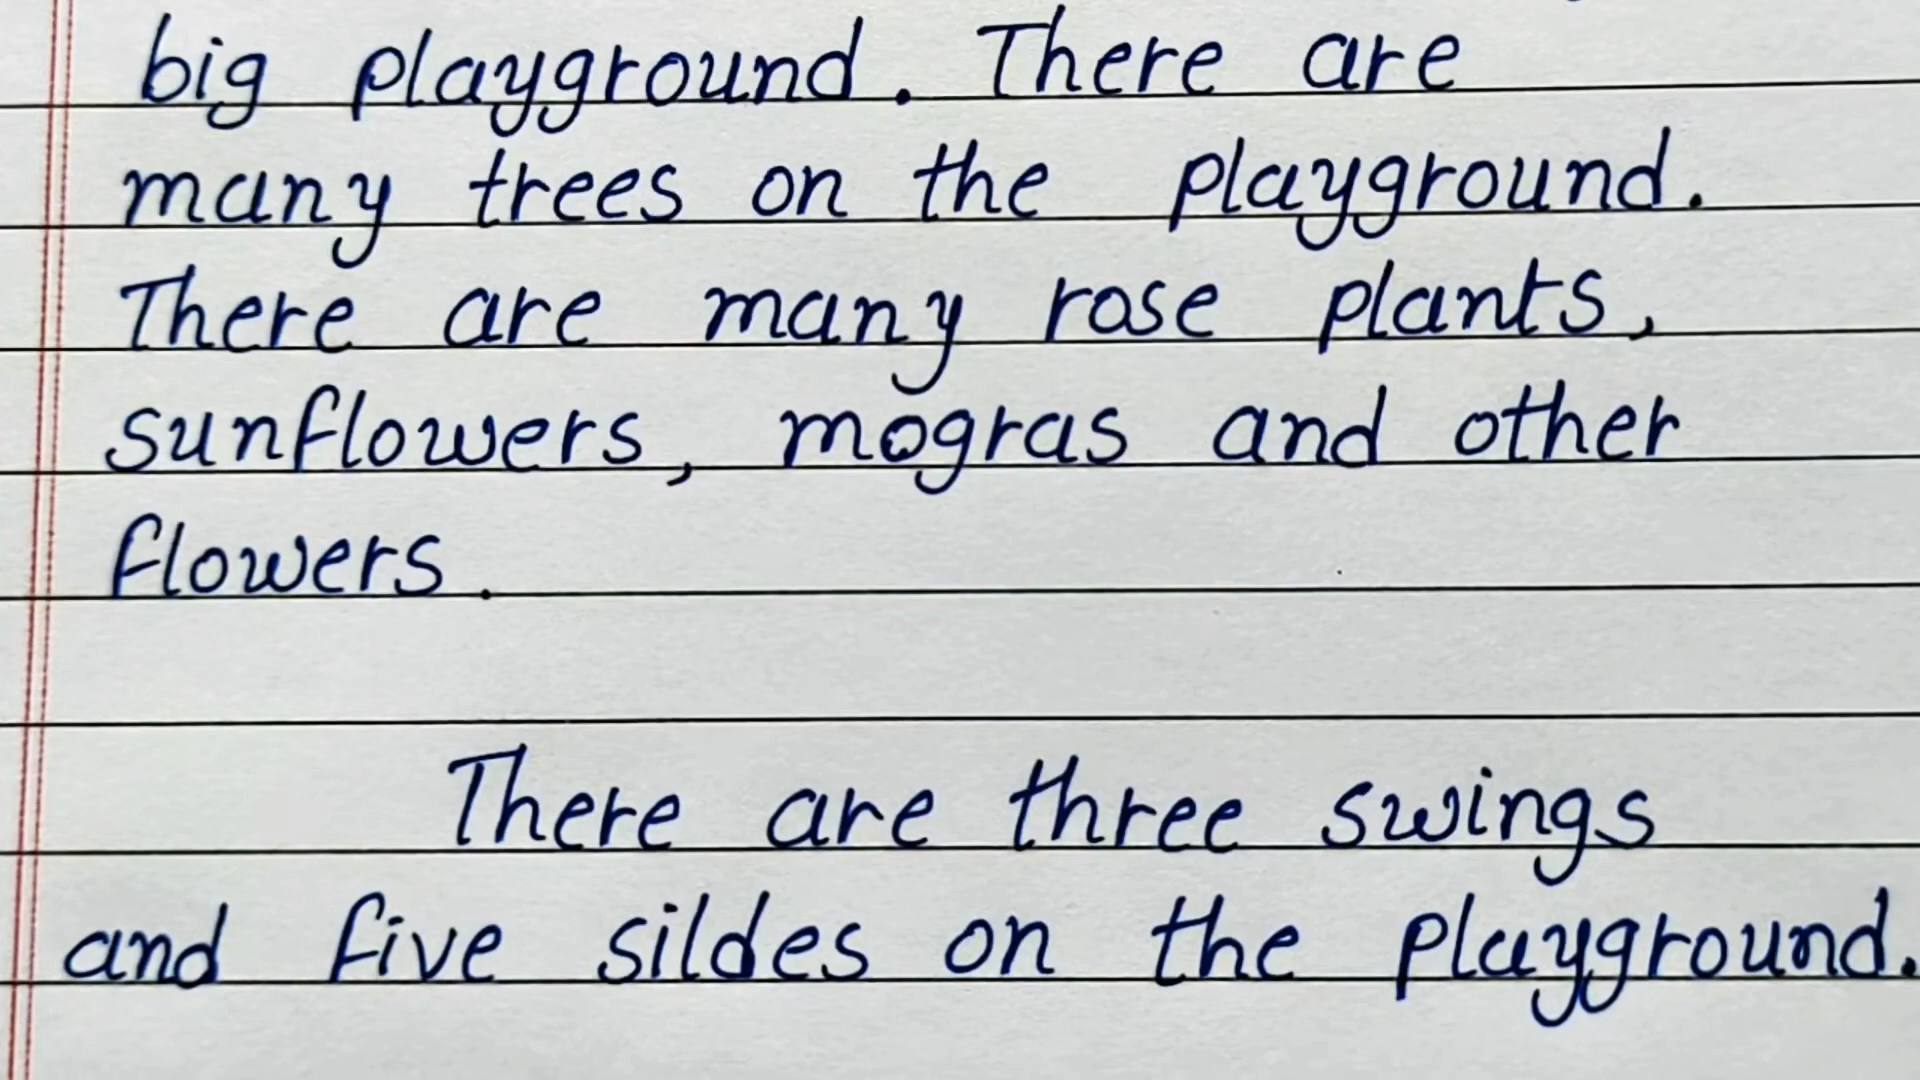 big playground. There are
many trees on the playground.
There are many rose plants,
sunflowers, mogras and other
flowers.
There are three swings
and five sildes on the playground.